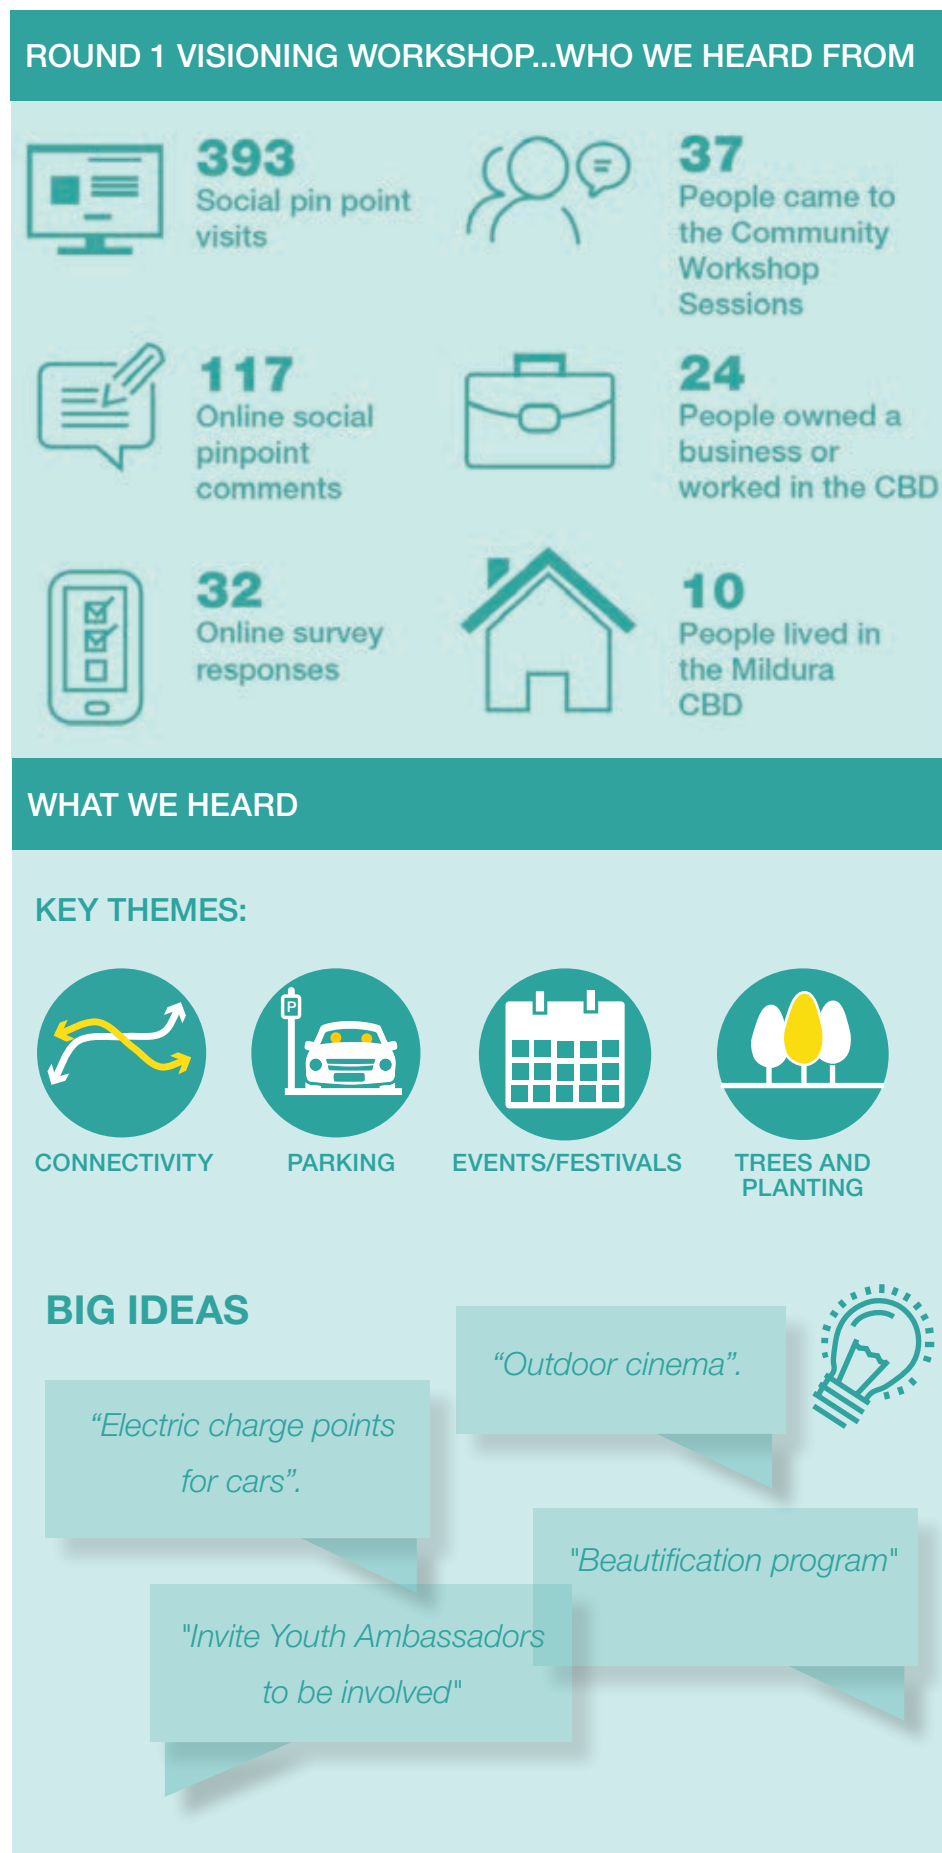 ROUND 1 VISIONING WORKSHOP...WHO WE HEARD FROM
393
Social pin point
visits
37
People came to
the Community
Workshop
Sessions
117
Online social
pinpoint
comments
24
People owned a
business or
worked in the CBD
32
Online survey
responses
10
People lived in
the Mildura
CBD
WHAT WE HEARD
KEY THEMES:
P
CONNECTIVITY
PARKING
EVENTS/FESTIVALS
TREES AND
PLANTING
BIG IDEAS
“Outdoor cinema”.
“Electric charge points
for cars”.
"Beautification program"
"Invite Youth Ambassadors
to be involved"